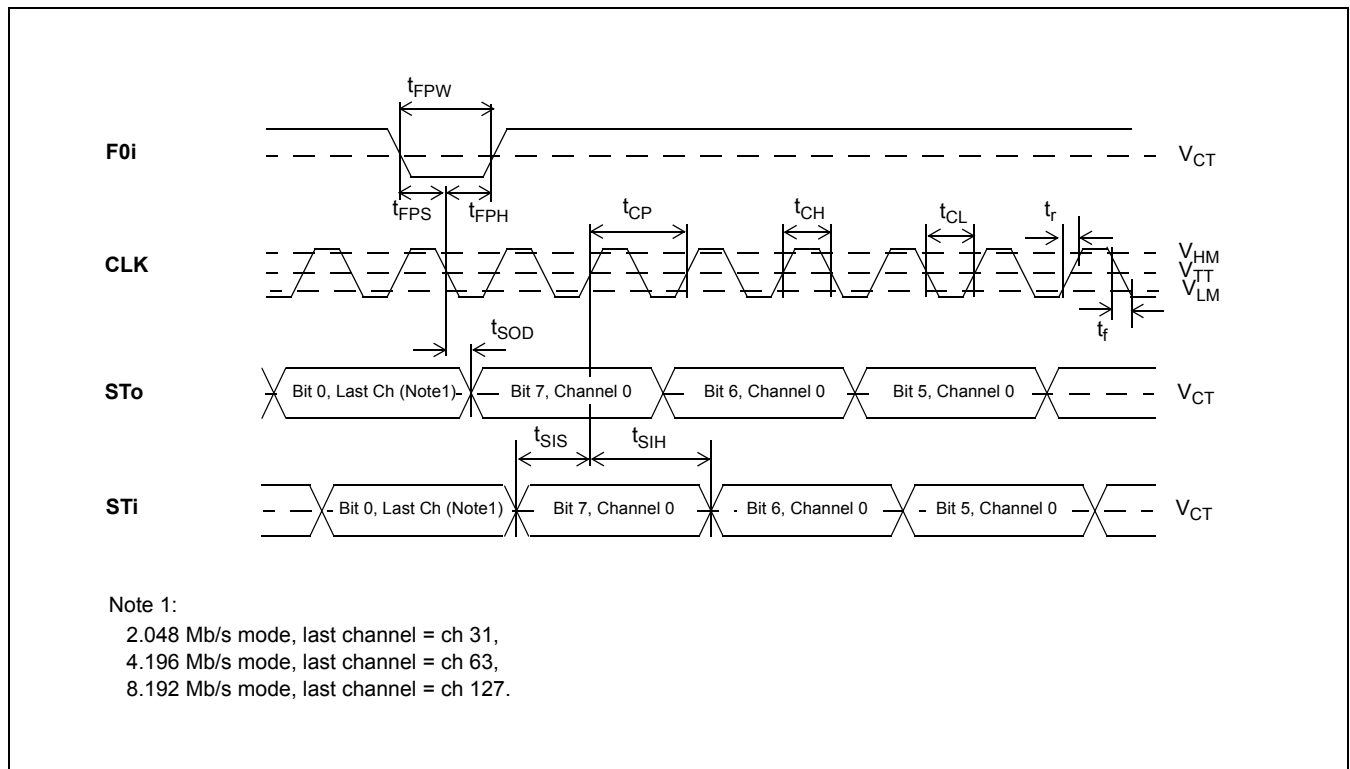 tFPW
F0i
VCT
tFPS tFPH
tCP tCH tCL tr
CLK
VHM
VTT
VLM
tf
tSOD
STo
Bit 0, Last Ch (Note1) Bit 7, Channel 0 Bit 6, Channel 0 Bit 5, Channel 0
VCT
tSIS tSIH
STi
Bit 0, Last Ch (Note1) Bit 7, Channel 0 Bit 6, Channel 0 Bit 5, Channel 0
VCT
Note 1:
2.048 Mb/s mode, last channel = ch 31,
4.196 Mb/s mode, last channel = ch 63,
8.192 Mb/s mode, last channel = ch 127.